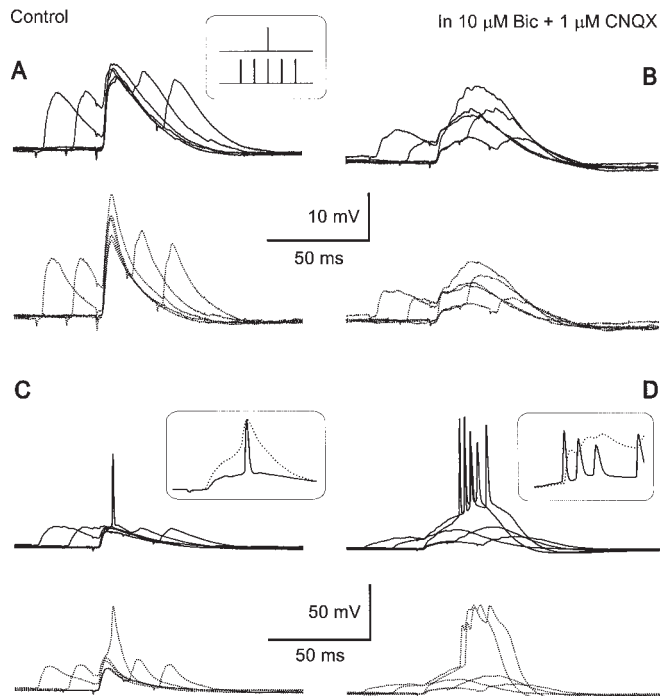 Control
In 10 µM Bic + 1 µM CNQX
A
B
10 mV
50 ms
C
D
50 mV
50 ms